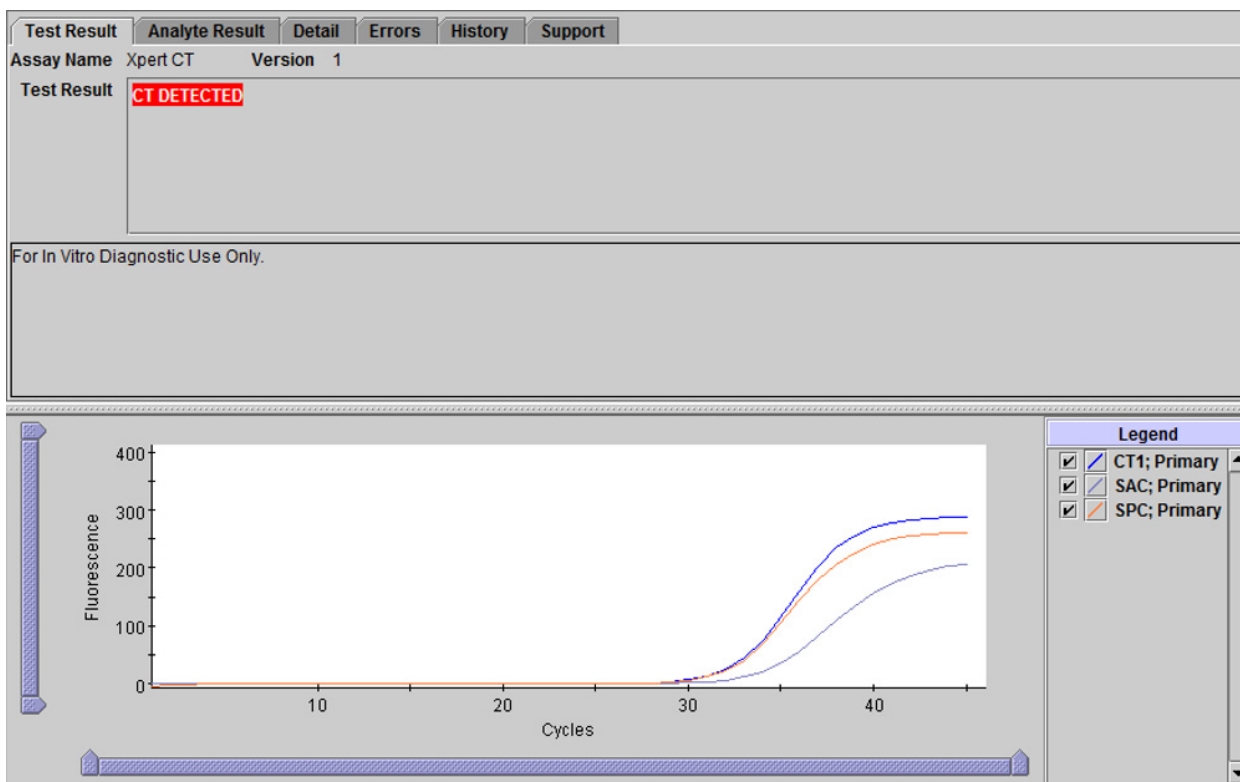 Test Result Analyte Result Detail Errors History Support
Assay Name Xpert CT Version 1
Test Result CT DETECTED
For In Vitro Diagnostic Use Only.
Legend
CT1; Primary
SAC; Primary
SPC; Primary
400
300
200
100
0
Fluorescence
10 20 30 40
Cycles